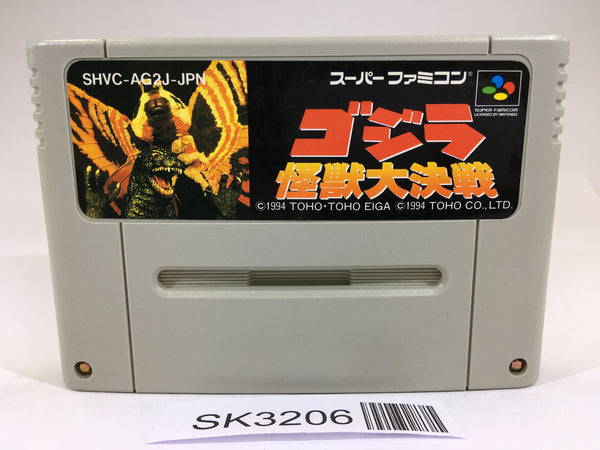 SHVC-AG2J-JPN
スーパーファミコン®
SUPER FAMICOM
LICENSED BY NINTENDO
ゴジラ
怪獣大決戦
©1994 TOHO・TOHO EIGA ©1994 TOHO CO., LTD.
SK3206